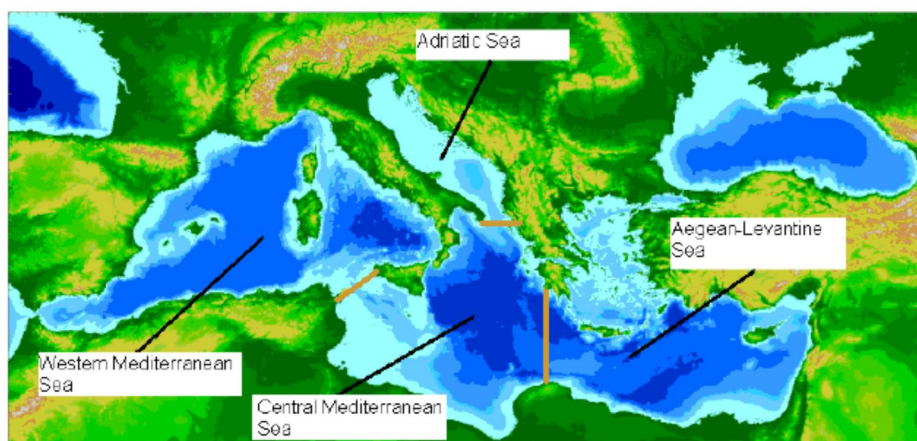 Adriatic Sea
Aegean-Levantine
Sea
Western Mediterranean
Sea
Central Mediterranean
Sea